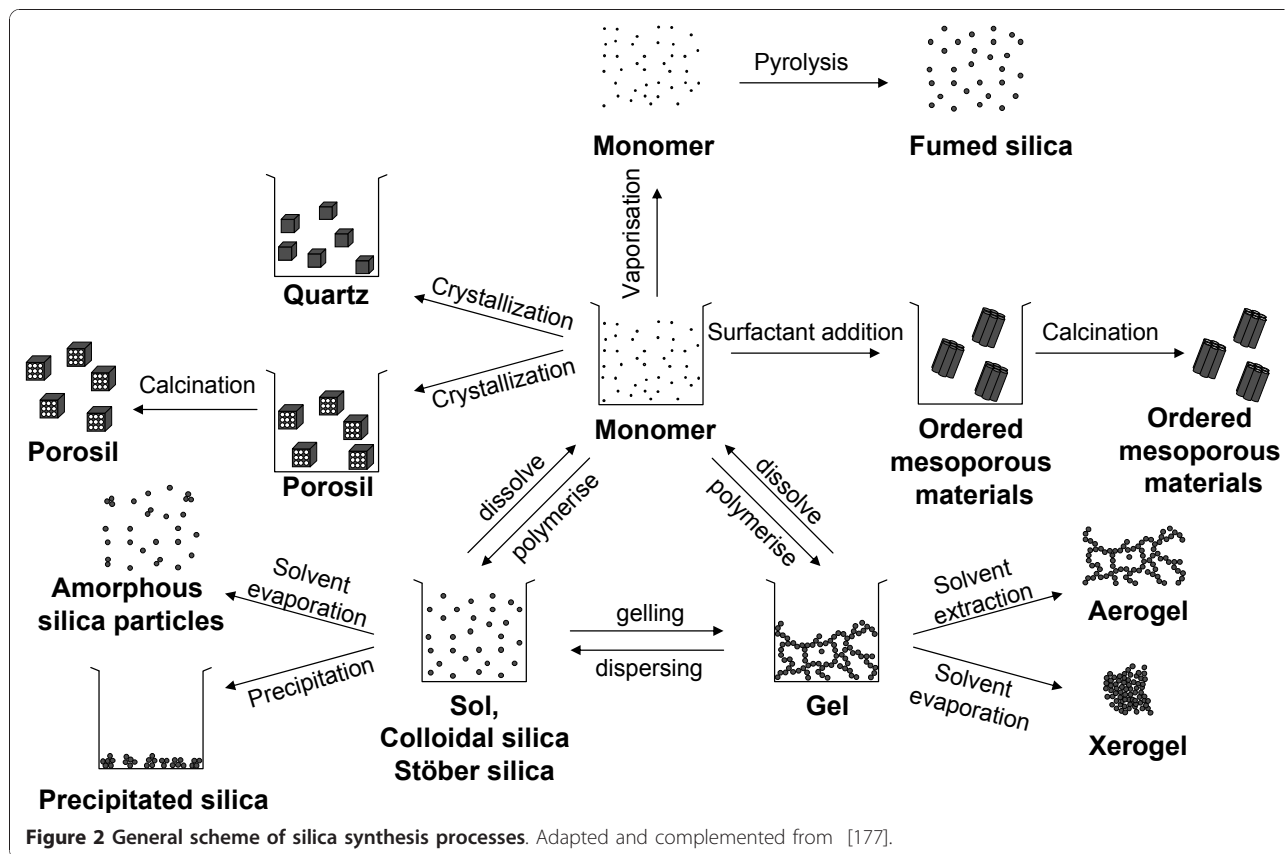 Pyrolysis
Monomer
Fumed silica
Vaporisation
Quartz
Crystallization
Surfactant addition
Calcination
Calcination
Crystallization
Porosil
Porosil
Monomer
Ordered
mesoporous
materials
Ordered
mesoporous
materials
dissolve
polymerise
dissolve
polymerise
Amorphous
silica particles
Solvent
evaporation
Precipitation
gelling
dispersing
Solvent
extraction
Aerogel
Solvent
evaporation
Xerogel
Sol,
Colloidal silica
Stöber silica
Gel
Precipitated silica
Figure 2 General scheme of silica synthesis processes. Adapted and complemented from [177].